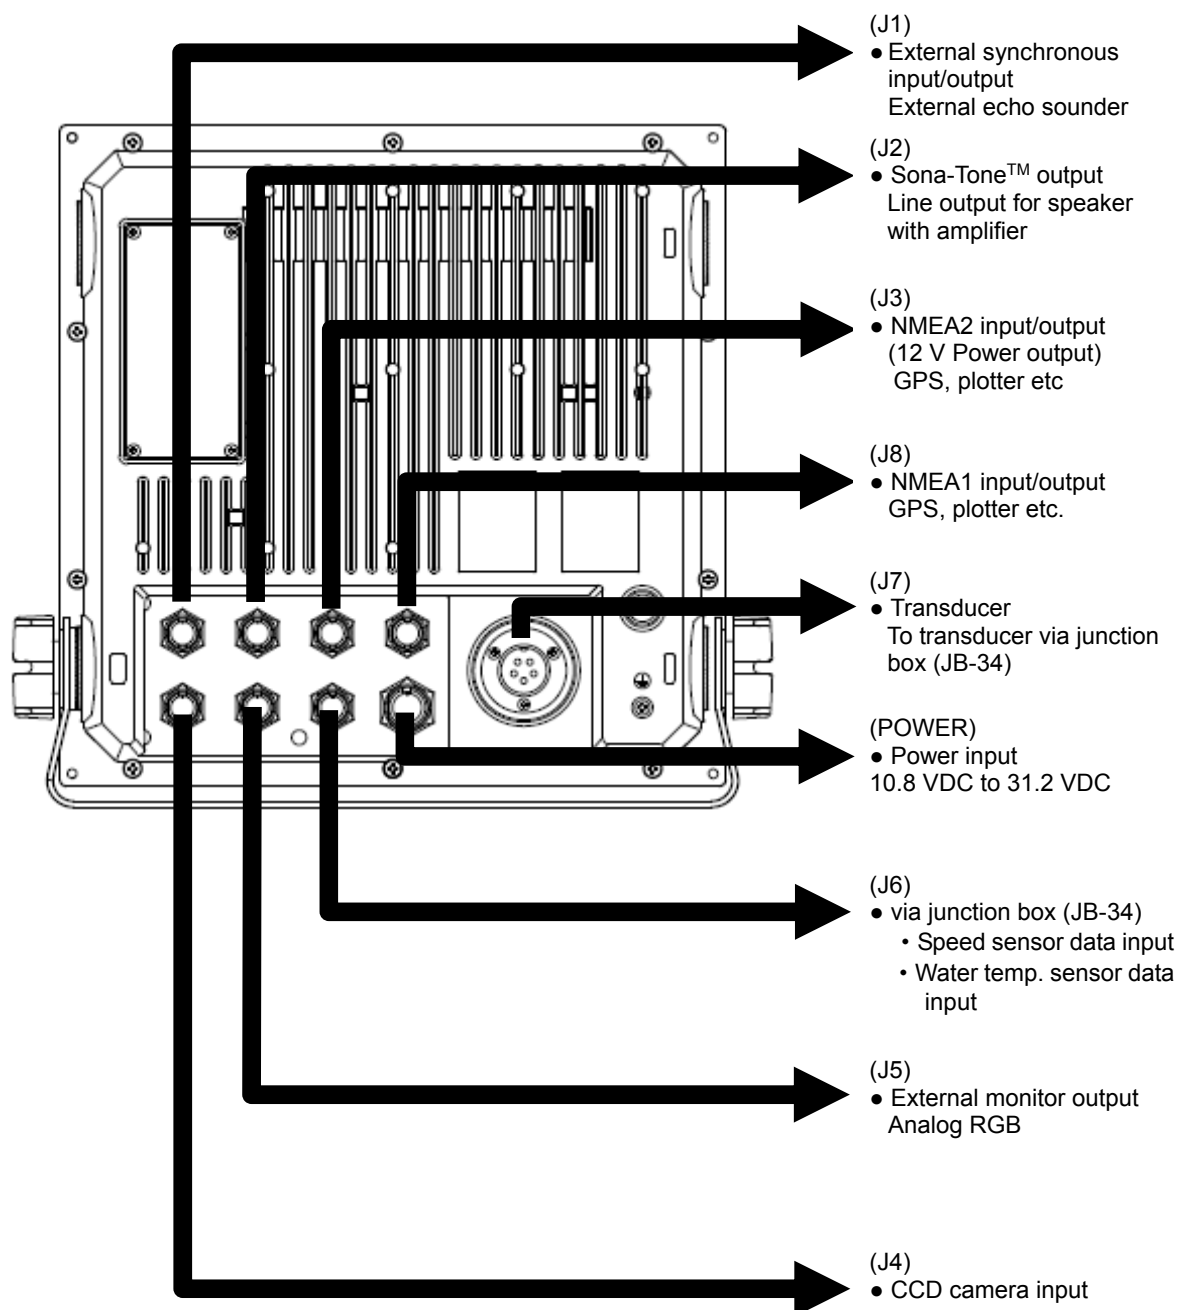 (J1)
● External synchronous
input/output
External echo sounder
(J2)
● Sona-Tone™ output
Line output for speaker
with amplifier
(J3)
● NMEA2 input/output
(12 V Power output)
GPS, plotter etc
(J8)
● NMEA1 input/output
GPS, plotter etc.
(J7)
● Transducer
To transducer via junction
box (JB-34)
(POWER)
● Power input
10.8 VDC to 31.2 VDC
(J6)
● via junction box (JB-34)
・Speed sensor data input
・Water temp. sensor data
input
(J5)
● External monitor output
Analog RGB
(J4)
● CCD camera input